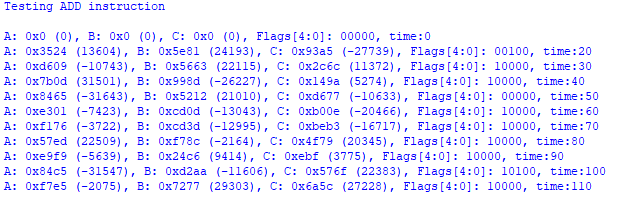 Testing ADD instruction
A: 0x0 (0), B: 0x0 (0), C: 0x0 (0), Flags[4:0]: 00000, time:0
A: 0x3524 (13604), B: 0x5e81 (24193), C: 0x93a5 (-27739), Flags[4:0]: 00100, time:20
A: 0xd609 (-10743), B: 0x5663 (22115), C: 0x2c6c (11372), Flags[4:0]: 10000, time:30
A: 0x7b0d (31501), B: 0x998d (-26227), C: 0x149a (5274), Flags[4:0]: 10000, time:40
A: 0x8465 (-31643), B: 0x5212 (21010), C: 0xd677 (-10633), Flags[4:0]: 00000, time:50
A: 0xe301 (-7423), B: 0xcd0d (-13043), C: 0xb00e (-20466), Flags[4:0]: 10000, time:60
A: 0xf176 (-3722), B: 0xcd3d (-12995), C: 0xbeb3 (-16717), Flags[4:0]: 10000, time:70
A: 0x57ed (22509), B: 0xf78c (-2164), C: 0x4f79 (20345), Flags[4:0]: 10000, time:80
A: 0xe9f9 (-5639), B: 0x24c6 (9414), C: 0xebf (3775), Flags[4:0]: 10000, time:90
A: 0x84c5 (-31547), B: 0xd2aa (-11606), C: 0x576f (22383), Flags[4:0]: 10100, time:100
A: 0xf7e5 (-2075), B: 0x7277 (29303), C: 0x6a5c (27228), Flags[4:0]: 10000, time:110